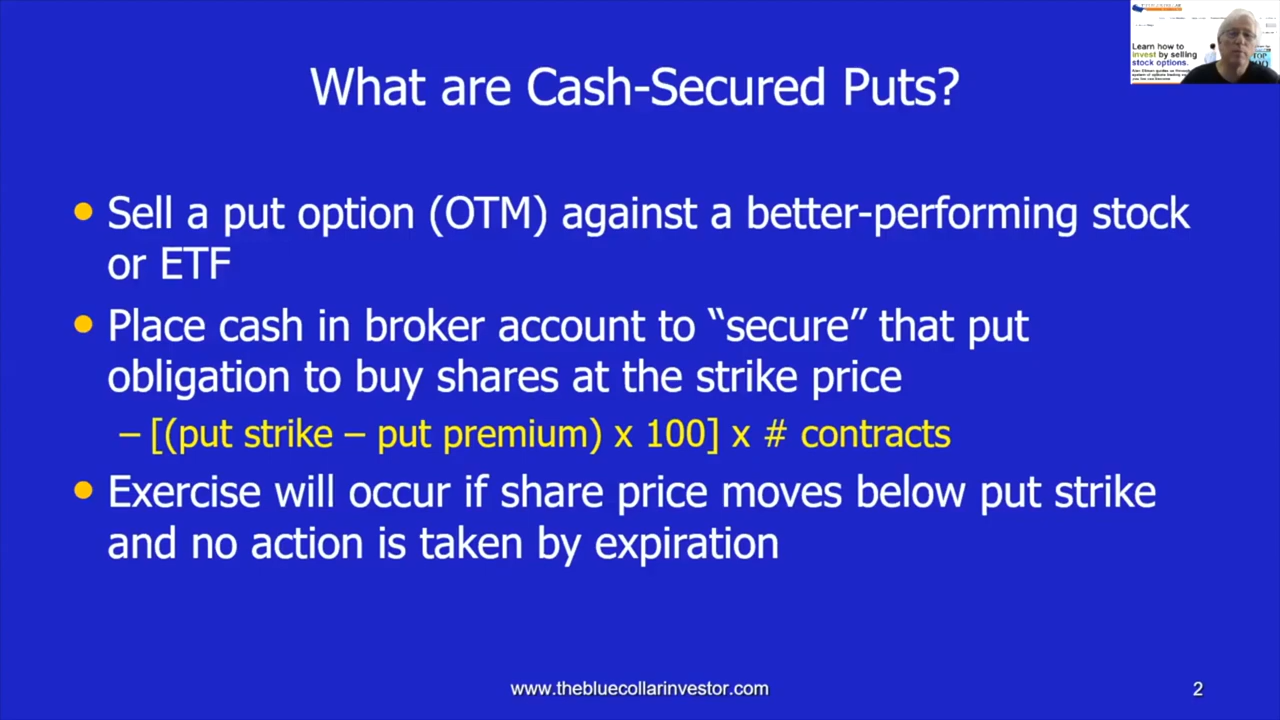 What are Cash-Secured Puts?
Learn how to
invest by selling
stock options.
• Sell a put option (OTM) against a better-performing stock
or ETF
• Place cash in broker account to “secure” that put
obligation to buy shares at the strike price
– [(put strike – put premium) x 100] x # contracts
• Exercise will occur if share price moves below put strike
and no action is taken by expiration
www.thebluecollarinvestor.com
2